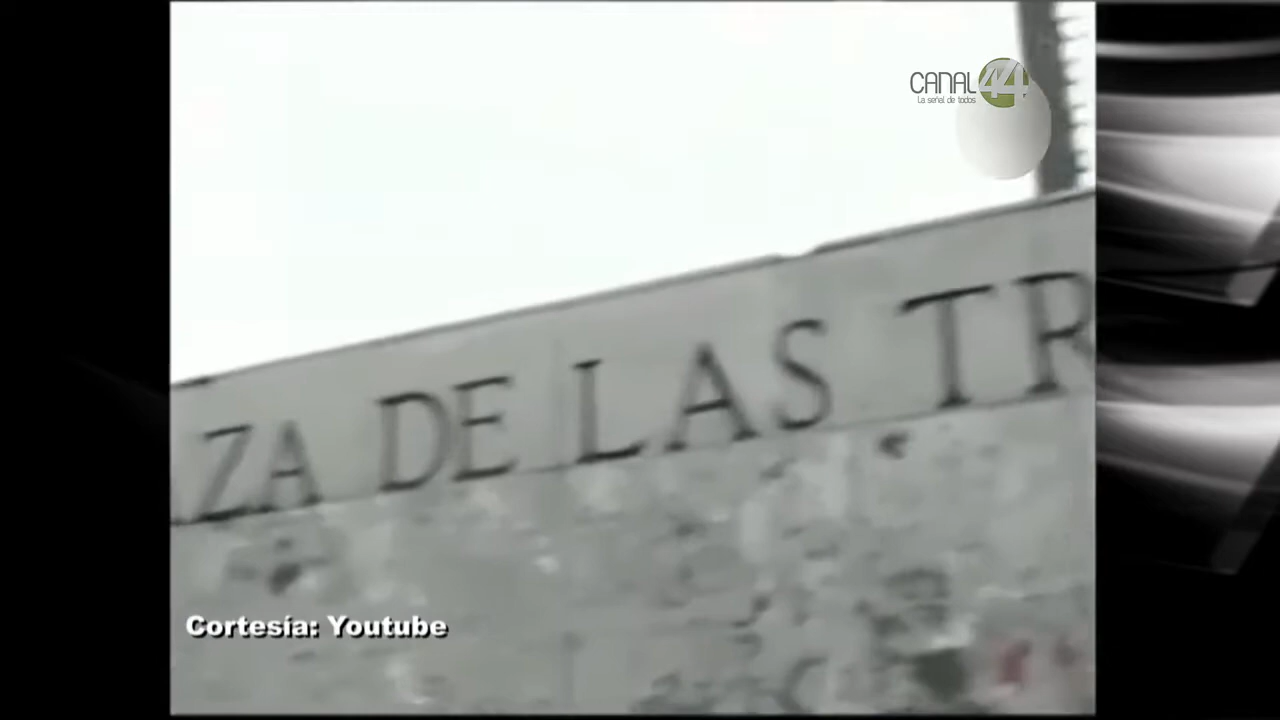 CANAL 44
La señal de todos
ZA DE LAS TR
Cortesía: Youtube